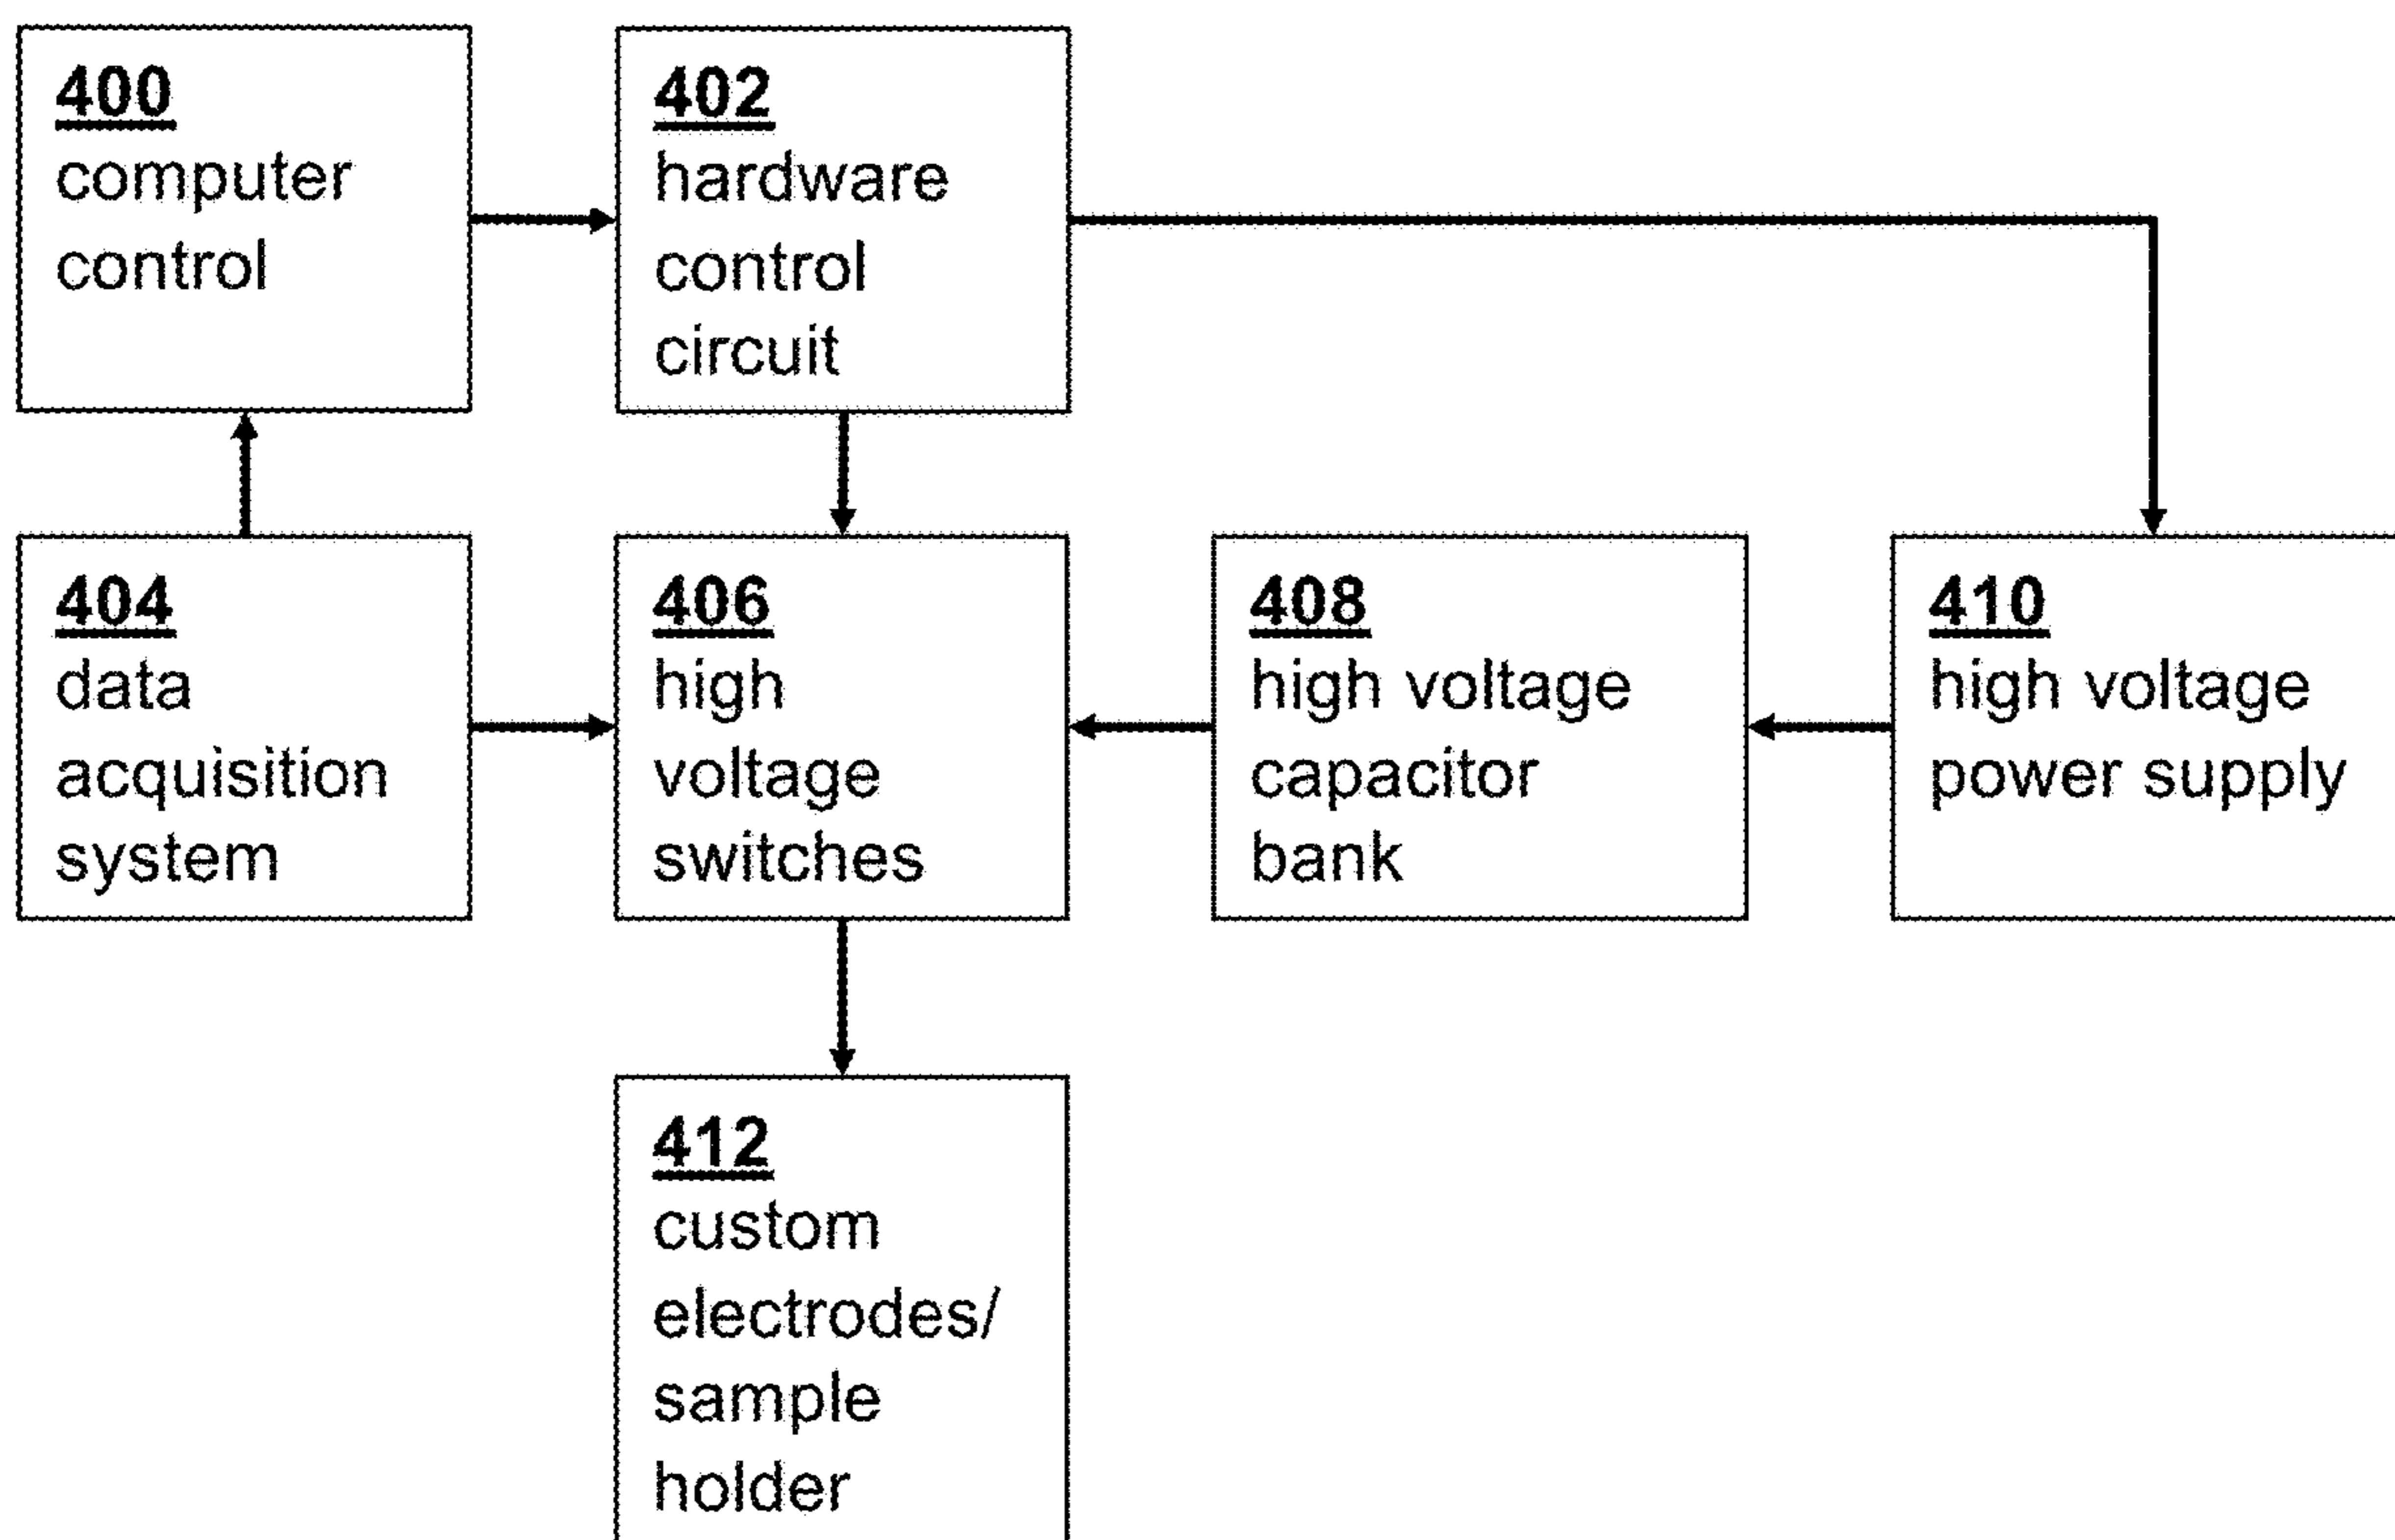 400
computer
control
402
hardware
control
circuit
404
data
acquisition
system
406
high
voltage
switches
408
high voltage
capacitor
bank
410
high voltage
power supply
412
custom
electrodes/
sample
holder